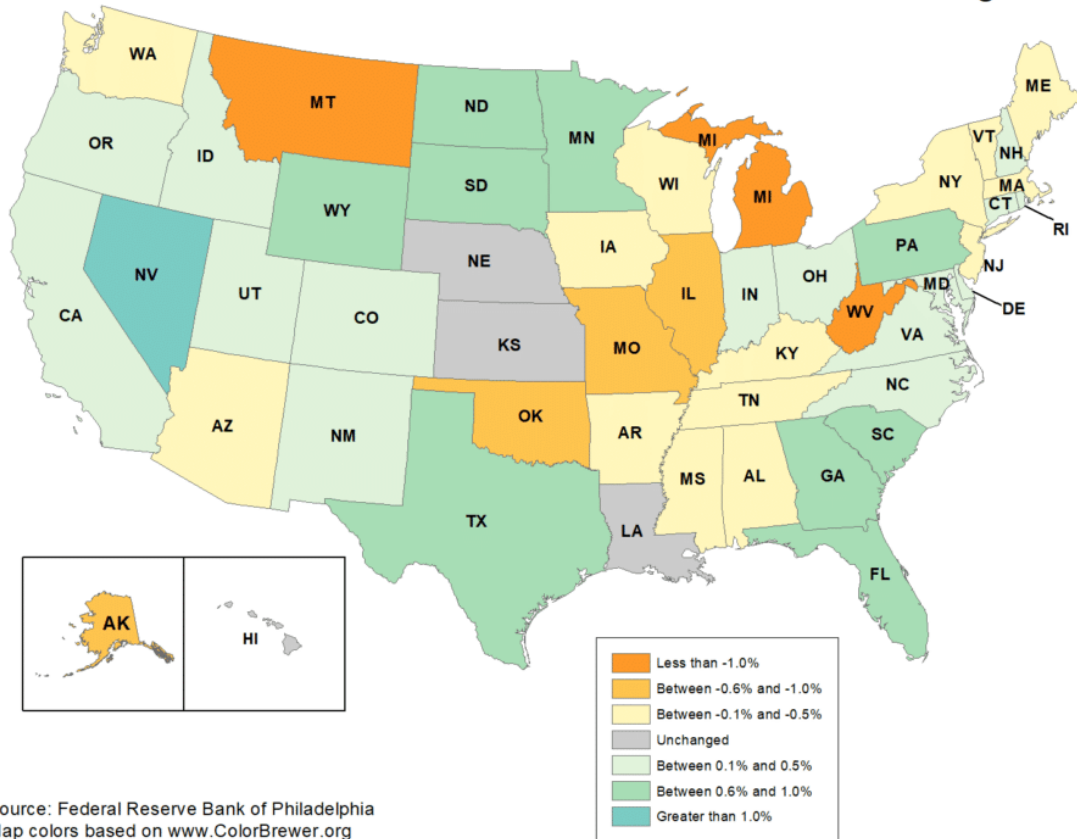 WA
MT
ND
MN
ME
OR
ID
MI
VT
NH
SD
WI
NY
MA
WY
MI
CT
RI
IA
PA
NE
NJ
NV
OH
MD
UT
IL
IN
DE
CA
CO
WV
VA
KS
MO
KY
NC
TN
OK
AZ
NM
AR
SC
MS
AL
GA
TX
LA
FL
AK
HI
Less than -1.0%
Between -0.6% and -1.0%
Between -0.1% and -0.5%
Unchanged
Between 0.1% and 0.5%
Between 0.6% and 1.0%
Greater than 1.0%
ource: Federal Reserve Bank of Philadelphia
ap colors based on www.ColorBrewer.org